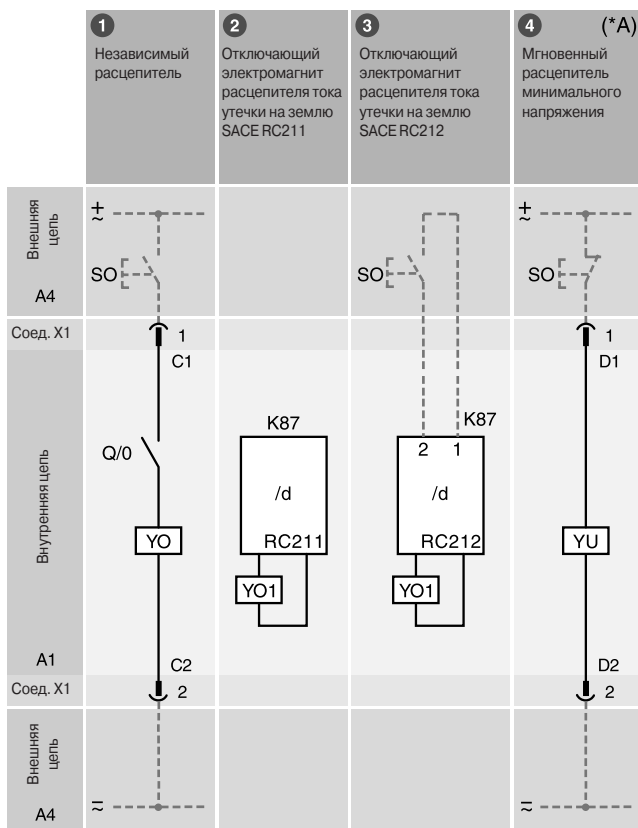 1
Независимый
расцепитель
2
Отключающий
электромагнит
расцепителя тока
утечки на землю
SACE RC211
3
Отключающий
электромагнит
расцепителя тока
утечки на землю
SACE RC212
4 (*A)
Мгновенный
расцепитель
минимального
напряжения
Внешняя
цепь
A4
SO
SO
SO
Соед. X1
1
1
C1
D1
Внутренняя цепь
A1
Q/0
YO
K87
/d
RC211
YO1
K87
2 1
/d
RC212
YO1
YU
C2
D2
Соед. X1
2
2
Внешняя
цепь
A4